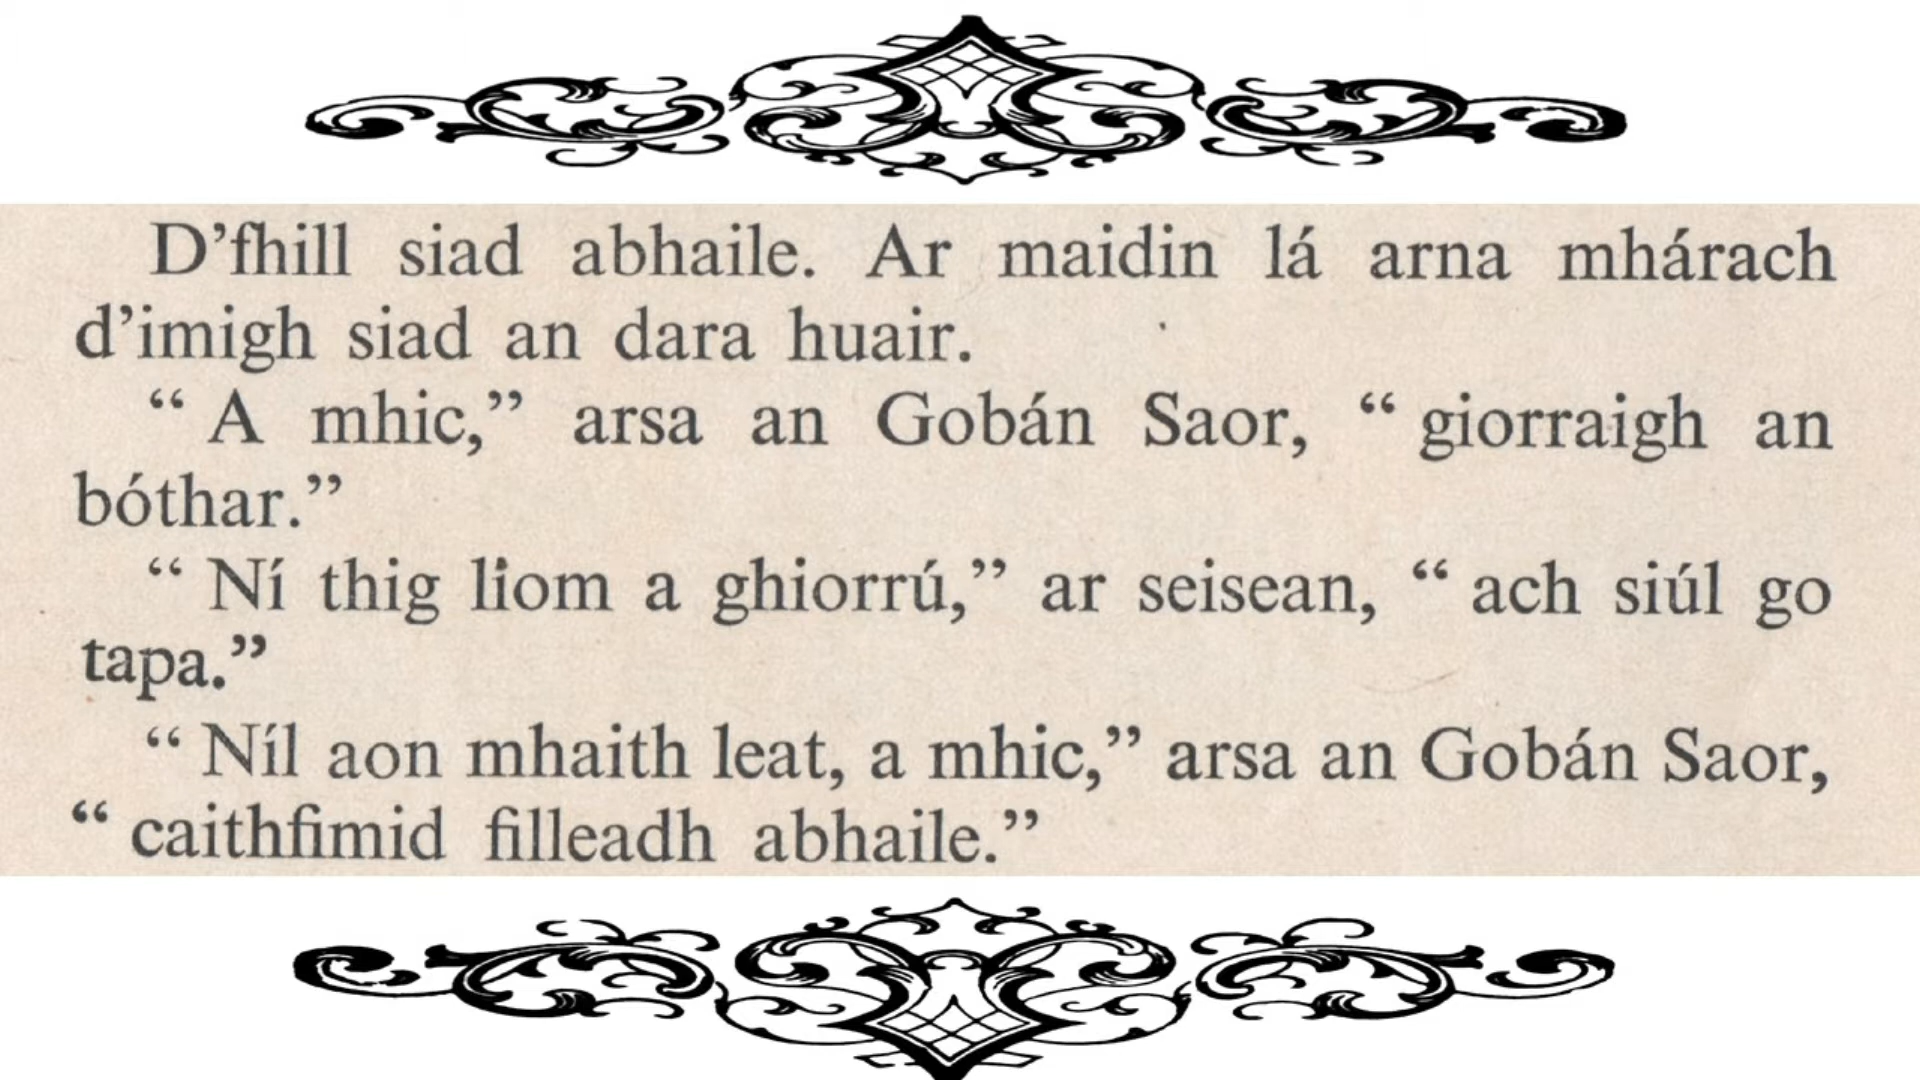 D’fhill siad abhaile. Ar maidin lá arna mhárach
d’imigh siad an dara huair.
“ A mhic,” arsa an Gobán Saor, “ giorraigh an
bóthar.”
“ Ní thig liom a ghiorrú,” ar seisean, “ ach siúl go
tapa.”
“ Níl aon mhaith leat, a mhic,” arsa an Gobán Saor,
“ caithfimid filleadh abhaile.”